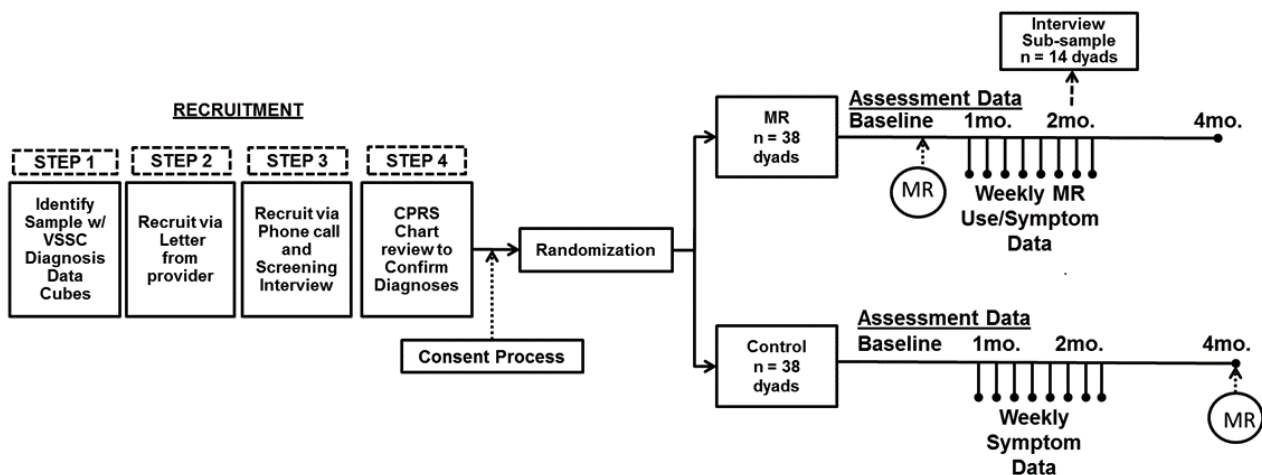 RECRUITMENT
STEP 1
Identify
Sample w/
VSSC
Diagnosis
Data
Cubes
STEP 2
Recruit via
Letter
from
provider
STEP 3
Recruit via
Phone call
and
Screening
Interview
STEP 4
CPRS
Chart
review to
Confirm
Diagnoses
Consent Process
Randomization
MR
n = 38
dyads
Assessment Data
Baseline
1mo.
2mo.
4mo.
Interview
Sub-sample
n = 14 dyads
MR
Weekly MR
Use/Symptom
Data
Control
n = 38
dyads
Assessment Data
Baseline
1mo.
2mo.
4mo.
Weekly
Symptom
Data
MR